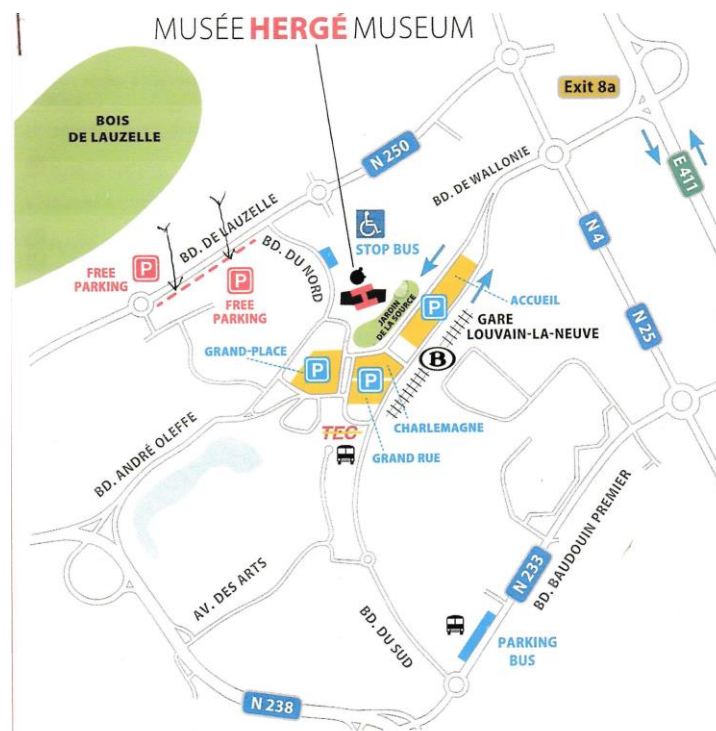 MUSÉE HERGÉ MUSEUM
BOIS
DE LAUZELLE
Exit 8a
N 250
E 411
BD. DE WALLONIE
BD. DE LAUZELLE
STOP BUS
N 4
BD. DU NORD
P
FREE
PARKING
P
FREE
PARKING
JARDIN
DE LA SOURCE
P
ACCUEIL
GARE
LOUVAIN-LA-NEUVE
N 25
GRAND-PLACE
P
P
B
CHARLEMAGNE
TEC
GRAND RUE
BD. ANDRÉ OLEFFE
BD. BAUDOUIN PREMIER
N 233
AV. DES ARTS
BD. DU SUD
PARKING
BUS
N 238